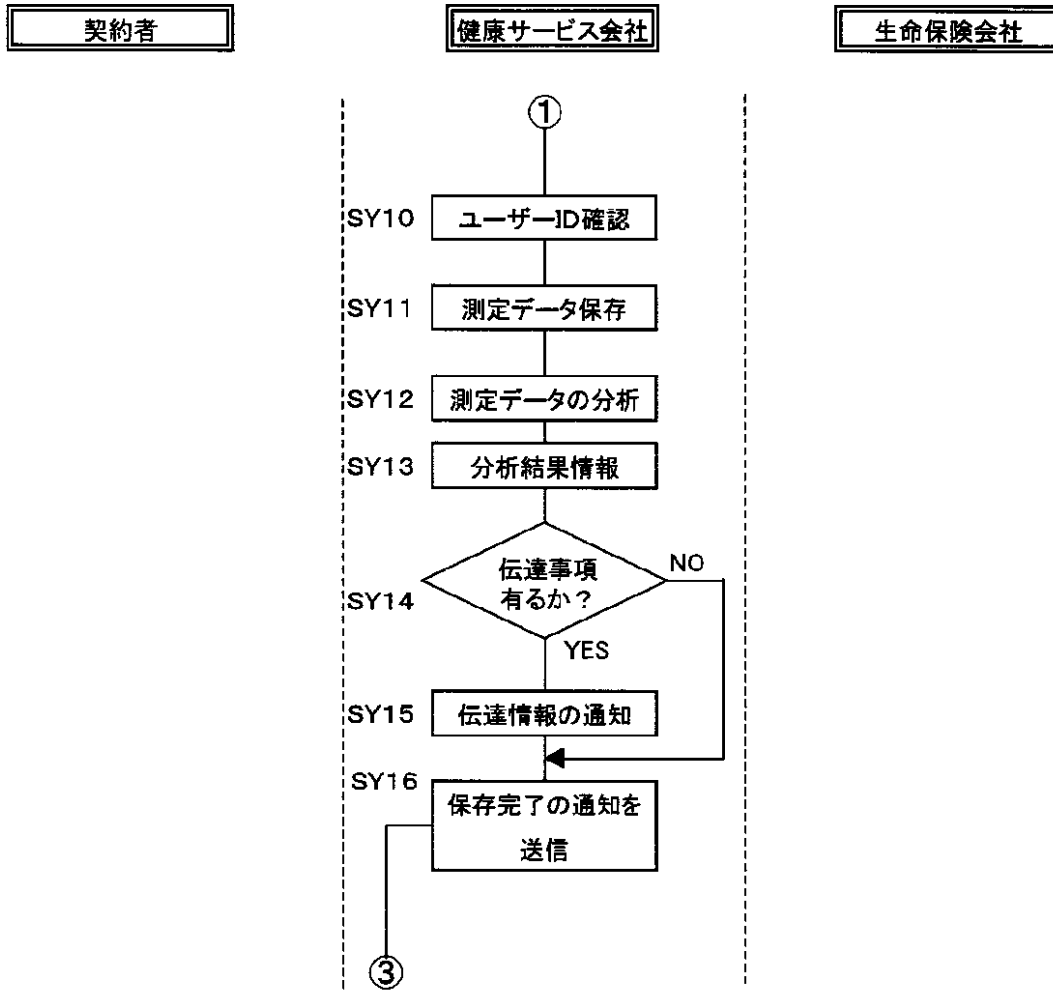 契約者
健康サービス会社
生命保険会社
①
SY10
ユーザーID確認
SY11
測定データ保存
SY12
測定データの分析
SY13
分析結果情報
伝達事項
有るか？
NO
SY14
YES
SY15
伝達情報の通知
SY16
保存完了の通知を
送信
③